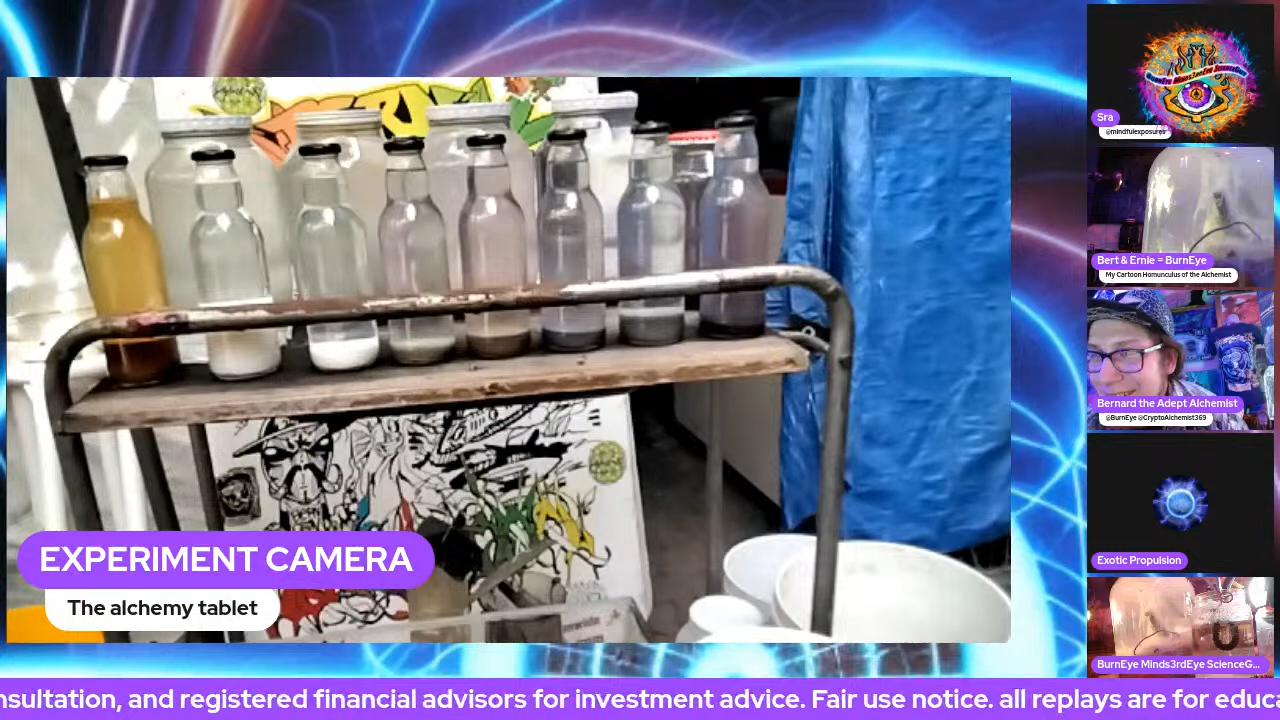 EXPERIMENT CAMERA
The alchemy tablet
Sra
@mindfulexposures
Bert & Ernie = BurnEye
My Cartoon Homunculus of the Alchemist
Bernard the Adept Alchemist
@BurnEye @CryptoAlchemist369
Exotic Propulsion
BurnEye Minds3rdEye ScienceG...
nsultation, and registered financial advisors for investment advice. Fair use notice. all replays are for educa